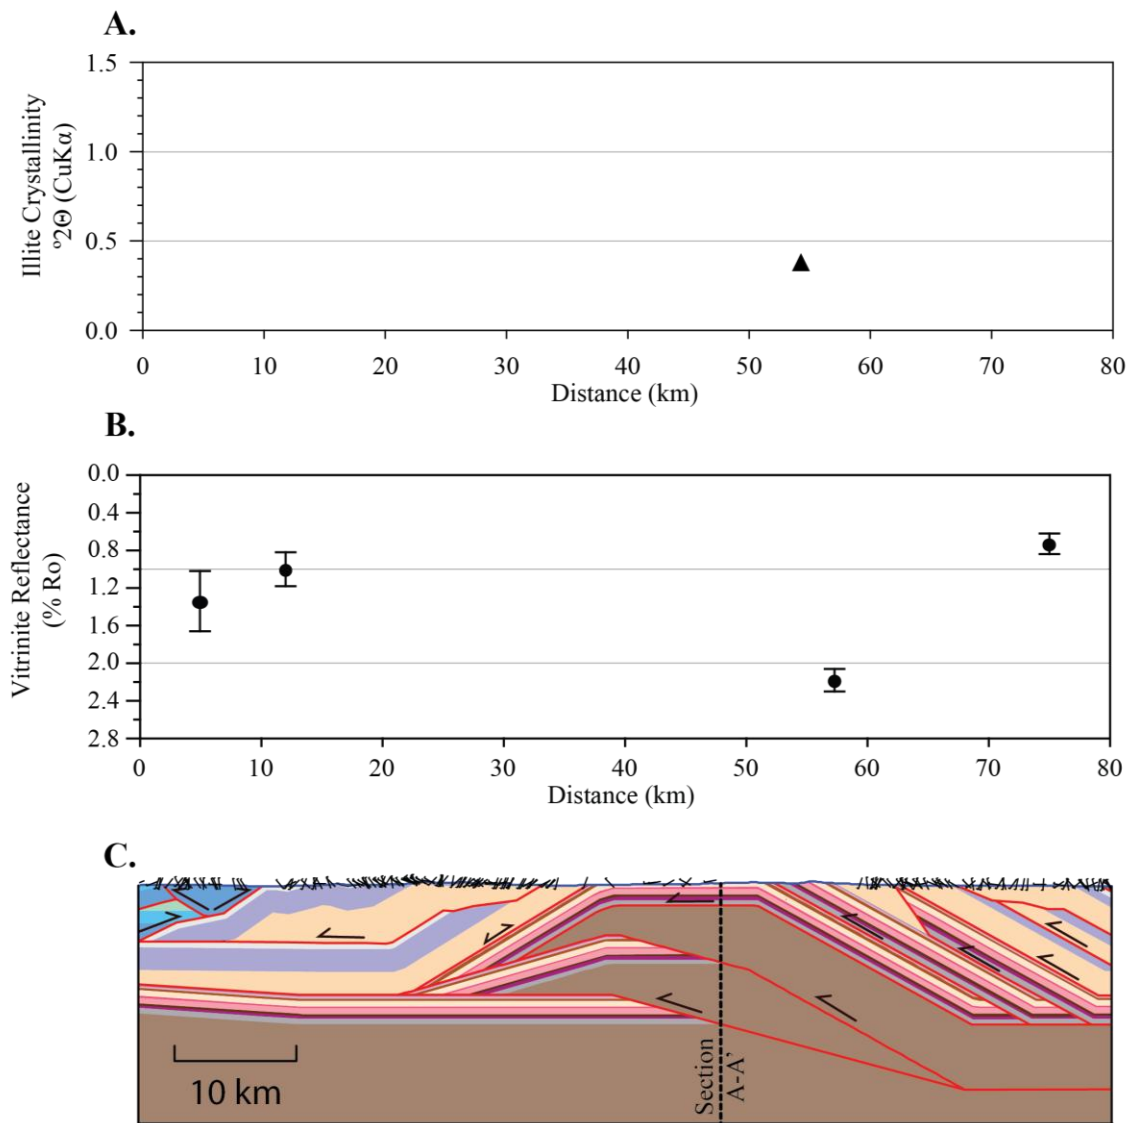 A.
Illite Crystallinity
º2Θ (CuKα)
1.5
1.0
0.5
0.0
0 10 20 30 40 50 60 70 80
Distance (km)
B.
Vitrinite Reflectance
(% Ro)
0.0
0.4
0.8
1.2
1.6
2.0
2.4
2.8
0 10 20 30 40 50 60 70 80
Distance (km)
C.
10 km
Section
A-A'